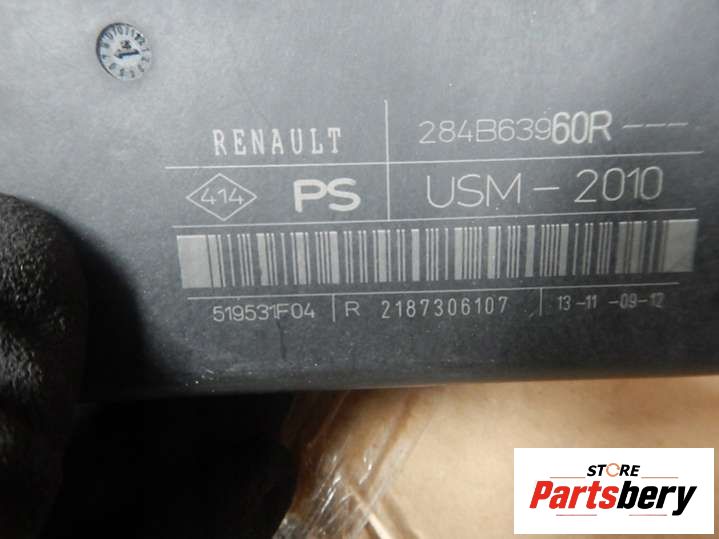 RENAULT 284B63960R---
414 PS USM-2010
519531F04 R 2187306107 13-11-09-12
STORE
Partsbery